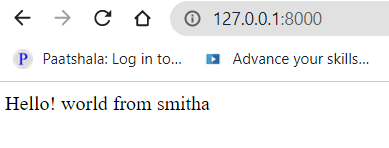 127.0.0.1:8000
P Paatshala: Log in to... Advance your skills...
Hello! world from smitha